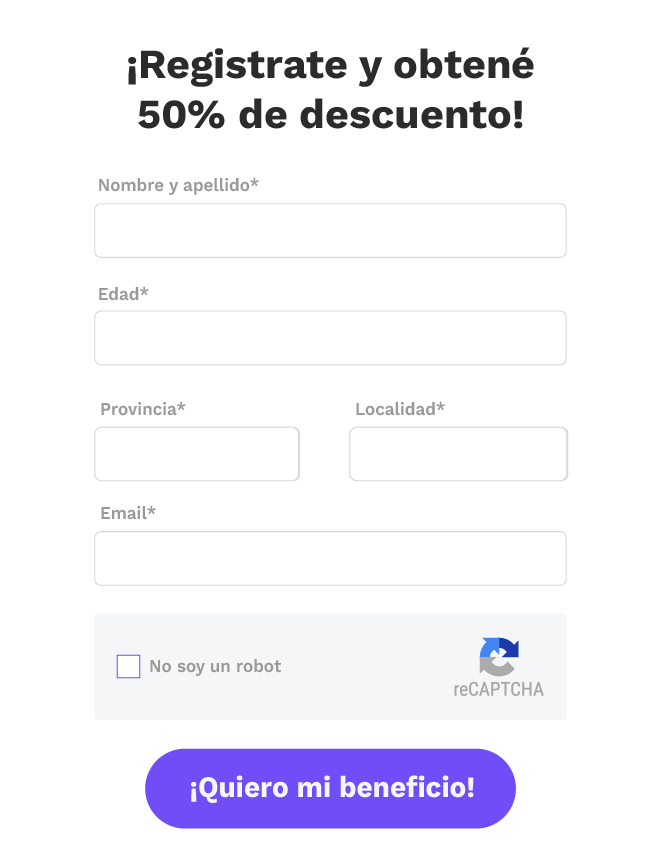 ¡Registrate y obtené
50% de descuento!
Nombre y apellido*
Edad*
Provincia*
Localidad*
Email*
No soy un robot
reCAPTCHA
¡Quiero mi beneficio!